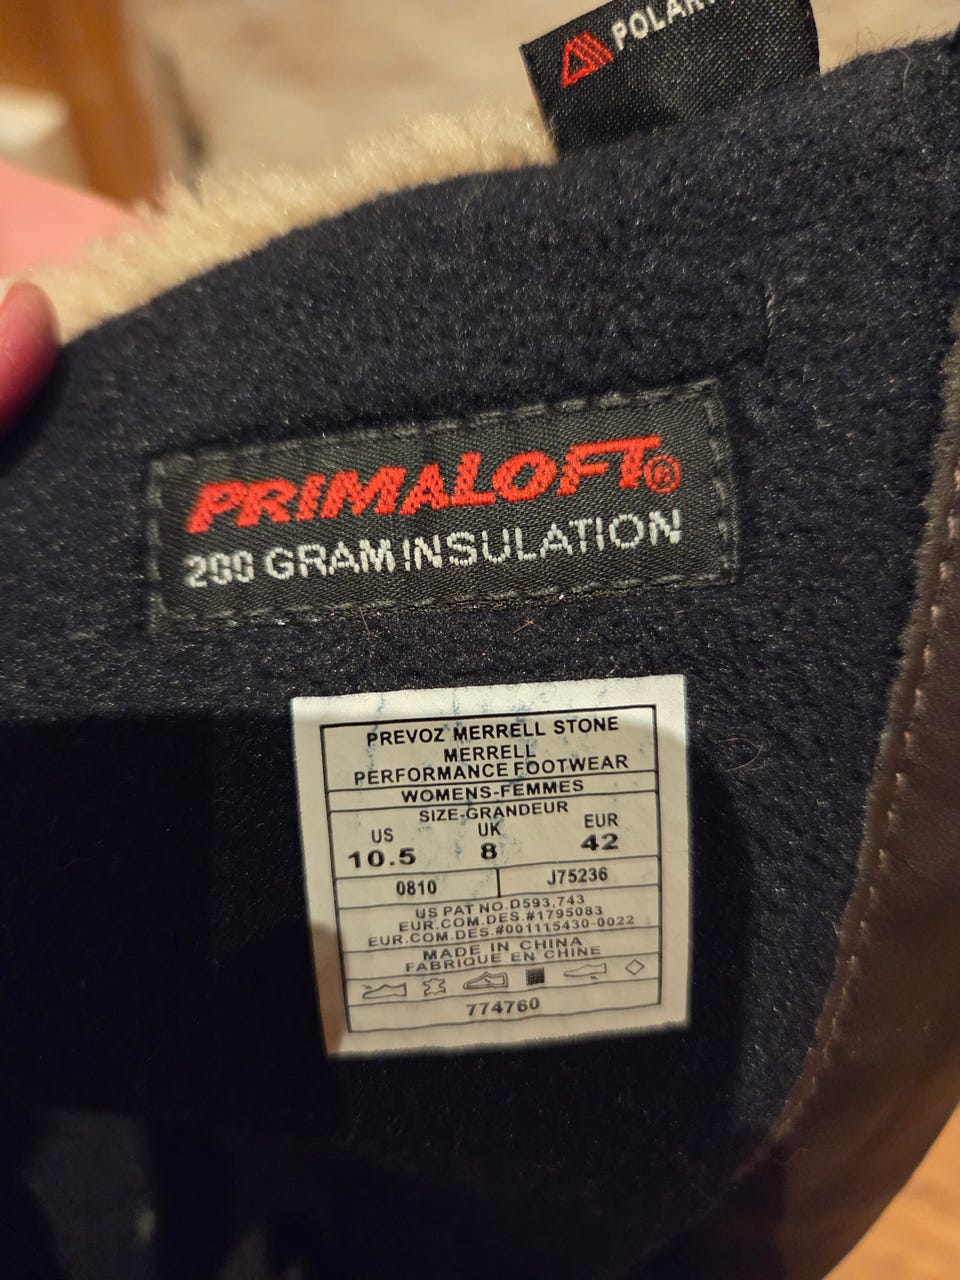 PRIMALOFT®
200 GRAM INSULATION
PREVOZ MERRELL STONE
MERRELL
PERFORMANCE FOOTWEAR
WOMENS-FEMMES
SIZE-GRANDEUR
US UK EUR
10.5 8 42
0810 J75236
US PAT NO.D593,743
EUR.COM.DES.#1795083
EUR.COM.DES.#001115430-0022
MADE IN CHINA
FABRIQUE EN CHINE
774760